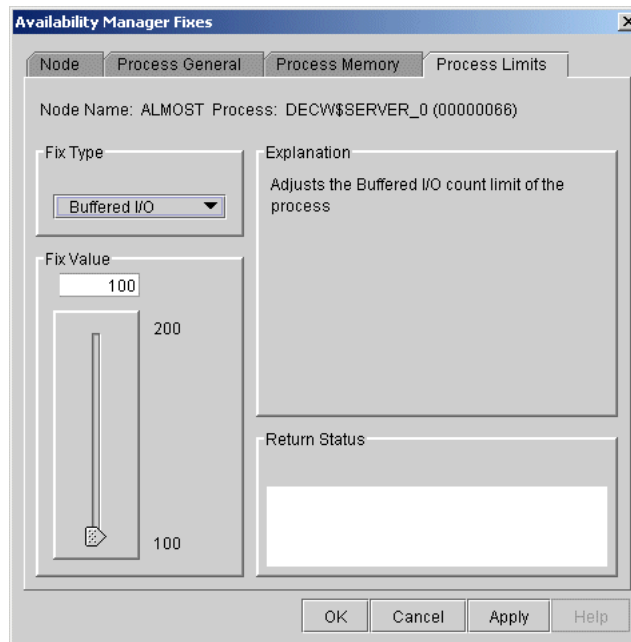 Availability Manager Fixes
Node
Process General
Process Memory
Process Limits
Node Name: ALMOST Process: DECW$SERVER_0 (00000066)
Fix Type
Buffered I/O
Explanation
Adjusts the Buffered I/O count limit of the
process
Fix Value
100
200
100
Return Status
OK
Cancel
Apply
Help